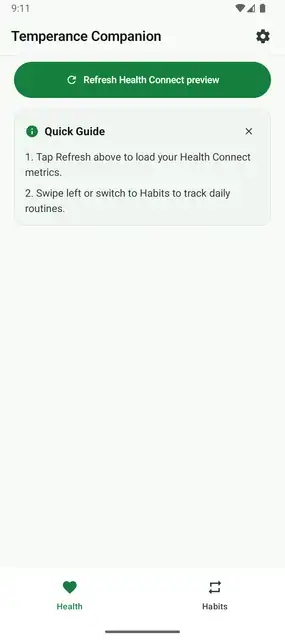 9:11
Temperance Companion
Refresh Health Connect preview
Quick Guide
1. Tap Refresh above to load your Health Connect
metrics.
2. Swipe left or switch to Habits to track daily
routines.
Health
Habits